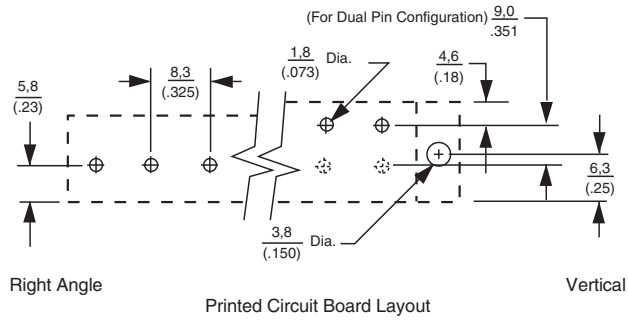 (For Dual Pin Configuration) 9,0
.351
1,8 Dia.
(.073)
4,6
(.18)
8,3
(.325)
5,8
(.23)
6,3
(.25)
3,8 Dia.
(.150)
Right Angle
Vertical
Printed Circuit Board Layout